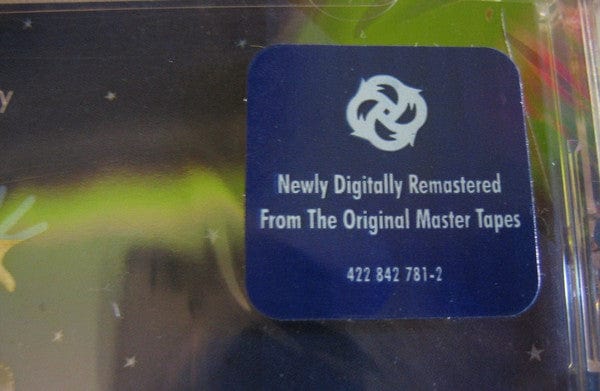 y
Newly Digitally Remastered
From The Original Master Tapes
422 842 781-2